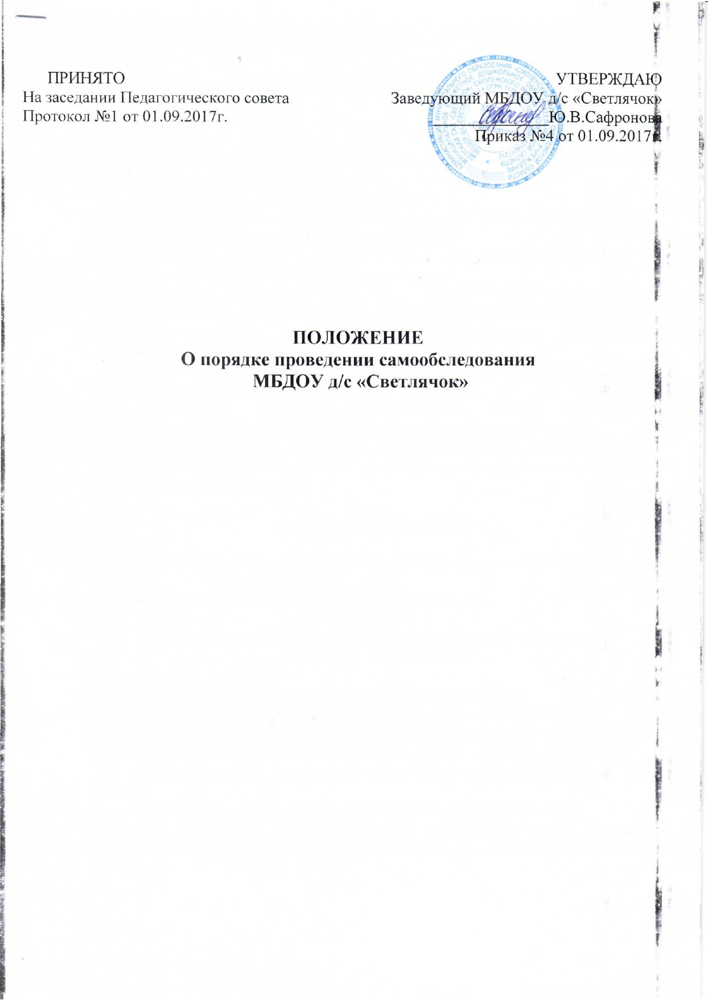 ПРИНЯТО
На заседании Педагогического совета
Протокол №1 от 01.09.2017г.
УТВЕРЖДАЮ
Заведующий МБДОУ д/с «Светлячок»
Ю.В.Сафронова
Приказ №4 от 01.09.2017г.
ПОЛОЖЕНИЕ
О порядке проведении самообследования
МБДОУ д/с «Светлячок»